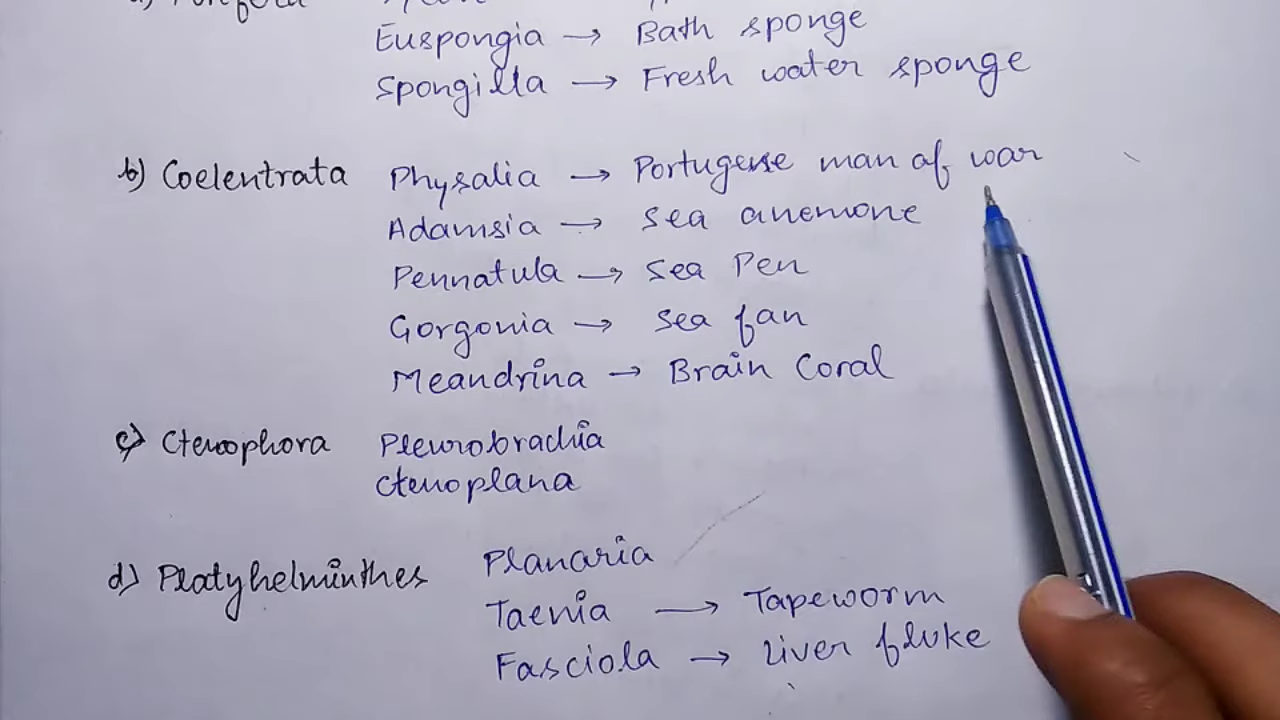 Euspongia → Bath sponge
Spongilla → Fresh water sponge
b) Coelentrata Physalia → Portugese man of war
Adamsia → Sea anemone
Pennatula → Sea Pen
Gorgonia → Sea fan
Meandrina → Brain Coral
c) Ctenophora Pleurobrachia
Ctenoplana
d) Platyhelminthes Planaria
Taenia → Tapeworm
Fasciola → Liver fluke